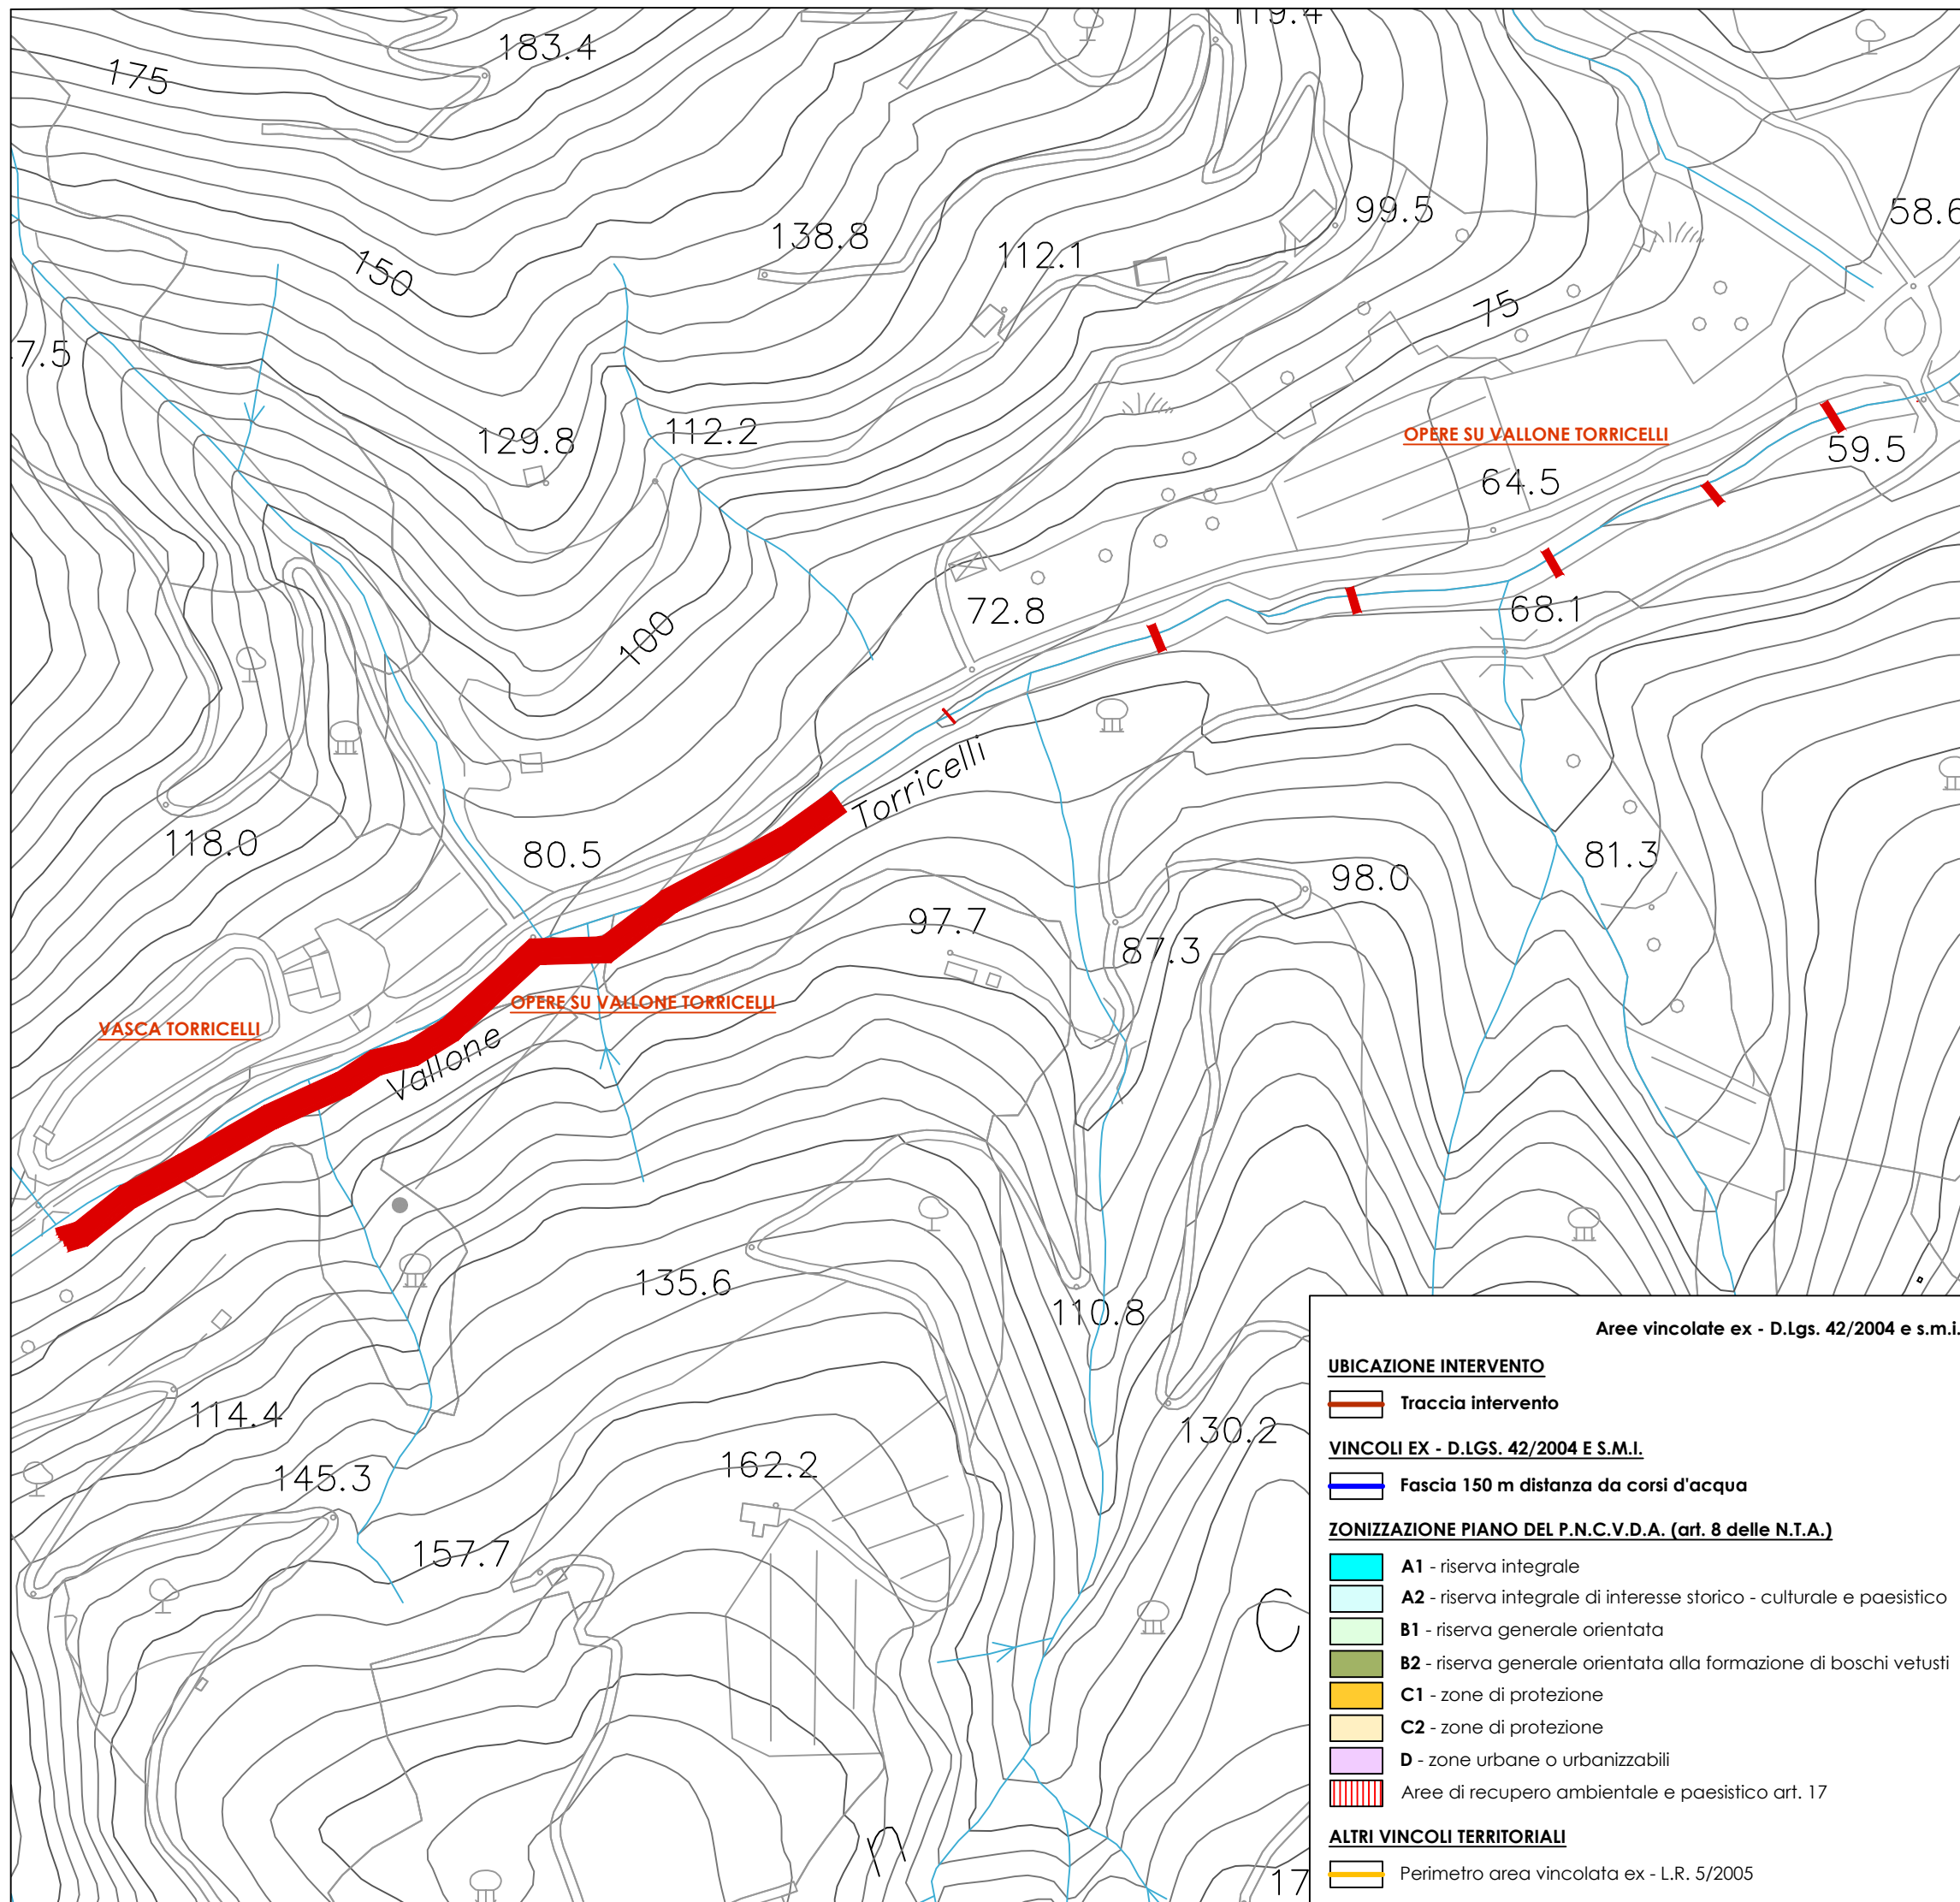 119.4
183.4
175
99.5
58.6
138.8
112.1
150
75
7.5
129.8
112.2
OPERE SU VALLONE TORRICELLI
59.5
64.5
72.8
68.1
100
Torricelli
118.0
80.5
81.3
98.0
97.7
87.3
OPERE SU VALLONE TORRICELLI
VASCA TORRICELLI
Vallone
135.6
110.8
114.4
130.2
162.2
145.3
157.7
C
n
17
Aree vincolate ex - D.Lgs. 42/2004 e s.m.i.
UBICAZIONE INTERVENTO
Traccia intervento
VINCOLI EX - D.LGS. 42/2004 E S.M.I.
Fascia 150 m distanza da corsi d'acqua
ZONIZZAZIONE PIANO DEL P.N.C.V.D.A. (art. 8 delle N.T.A.)
A1 - riserva integrale
A2 - riserva integrale di interesse storico - culturale e paesistico
B1 - riserva generale orientata
B2 - riserva generale orientata alla formazione di boschi vetusti
C1 - zone di protezione
C2 - zone di protezione
D - zone urbane o urbanizzabili
Aree di recupero ambientale e paesistico art. 17
ALTRI VINCOLI TERRITORIALI
Perimetro area vincolata ex - L.R. 5/2005